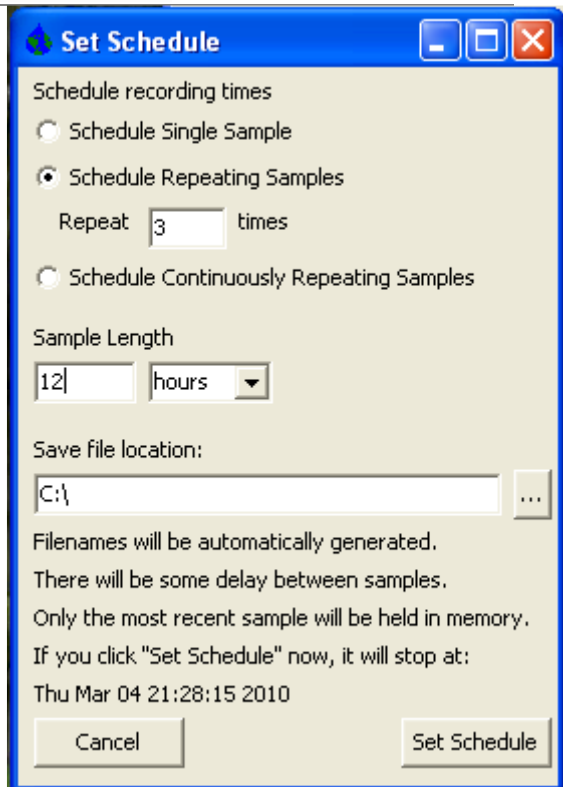 Set Schedule
Schedule recording times
Schedule Single Sample
Schedule Repeating Samples
Repeat 3 times
Schedule Continuously Repeating Samples
Sample Length
12 hours
Save file location:
C:\ ...
Filenames will be automatically generated.
There will be some delay between samples.
Only the most recent sample will be held in memory.
If you click "Set Schedule" now, it will stop at:
Thu Mar 04 21:28:15 2010
Cancel Set Schedule